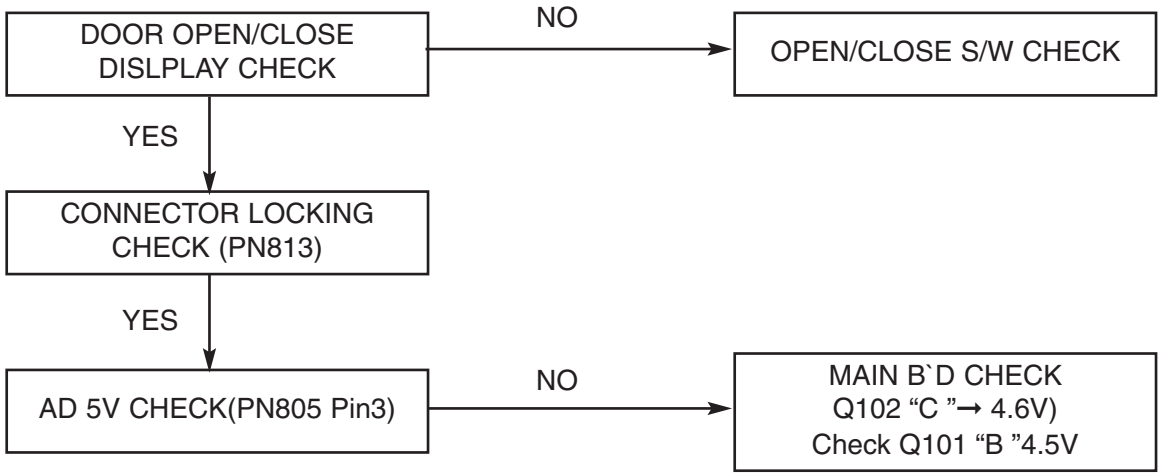 DOOR OPEN/CLOSE
DISLPLAY CHECK
NO
OPEN/CLOSE S/W CHECK
YES
CONNECTOR LOCKING
CHECK (PN813)
YES
AD 5V CHECK(PN805 Pin3)
NO
MAIN B`D CHECK
Q102 “C ”→ 4.6V)
Check Q101 “B ”4.5V